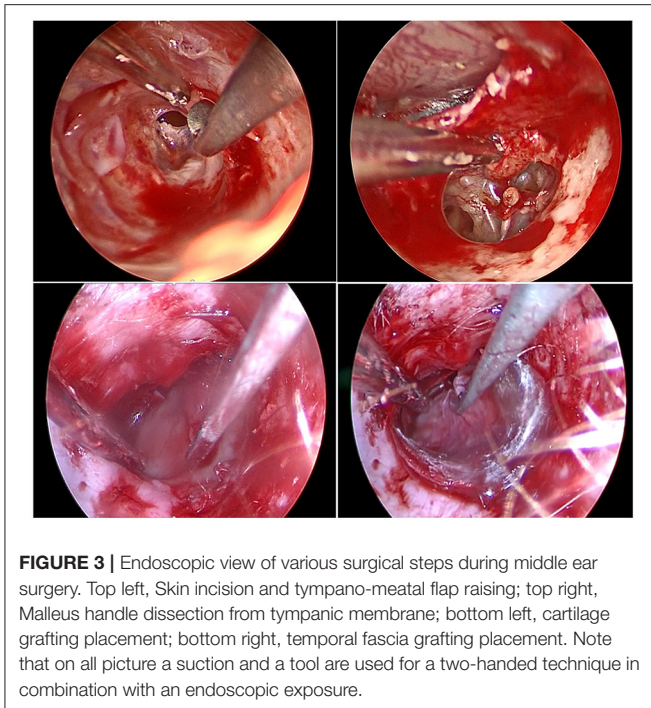 FIGURE 3 | Endoscopic view of various surgical steps during middle ear
surgery. Top left, Skin incision and tympano-meatal flap raising; top right,
Malleus handle dissection from tympanic membrane; bottom left, cartilage
grafting placement; bottom right, temporal fascia grafting placement. Note
that on all picture a suction and a tool are used for a two-handed technique in
combination with an endoscopic exposure.